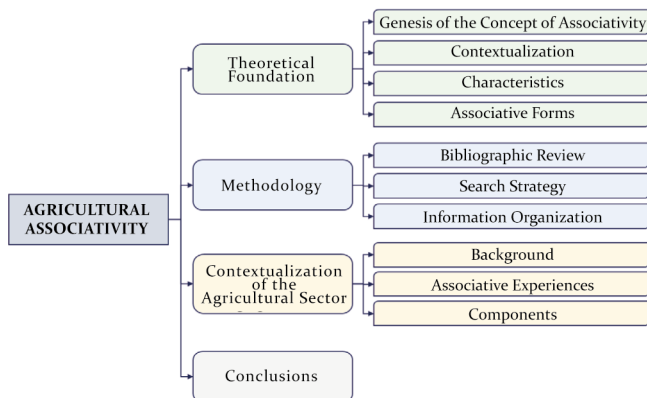 Genesis of the Concept of Associativity
Theoretical
Foundation
Contextualization
Characteristics
Associative Forms
Bibliographic Review
Methodology
Search Strategy
Information Organization
AGRICULTURAL
ASSOCIATIVITY
Contextualization
of the
Agricultural Sector
Background
Associative Experiences
Components
Conclusions